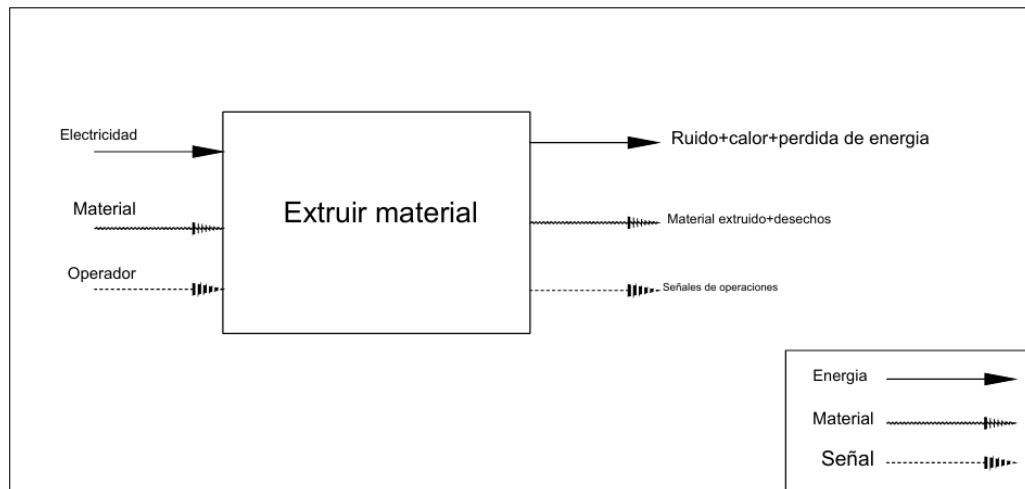 Electricidad
Ruido+calor+perdida de energia
Material
Extruir material
Material extruido+desechos
Operador
Señales de operaciones
Energia
Material
Señal